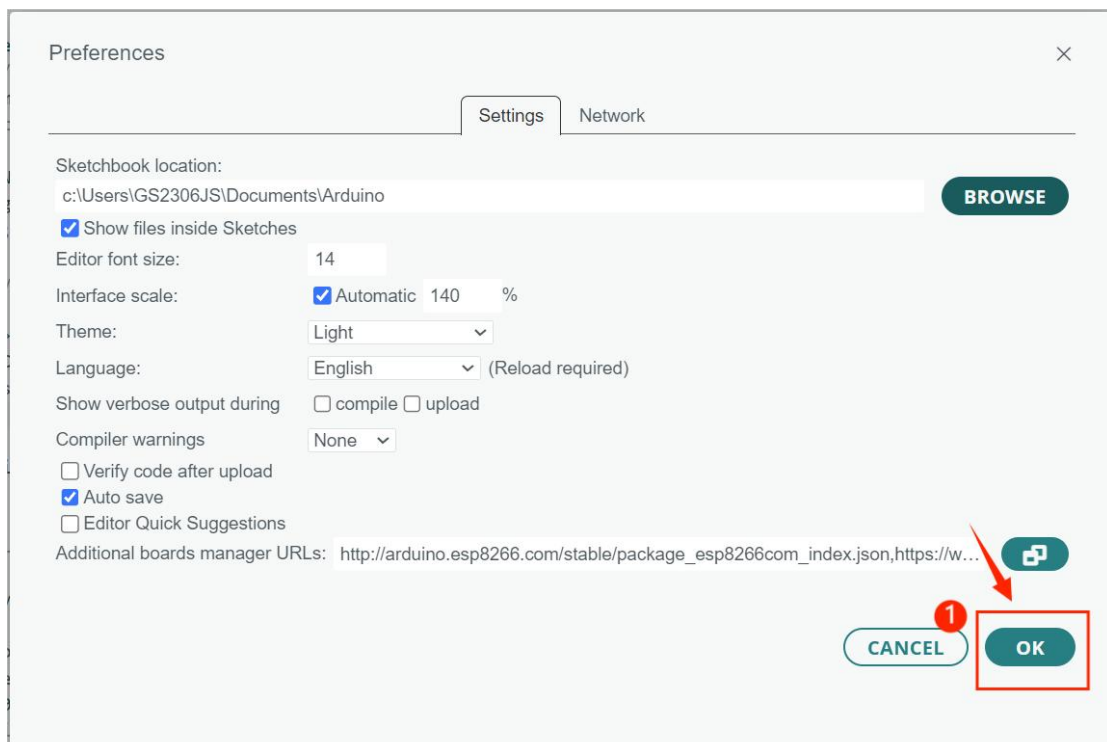 Preferences
Settings Network
Sketchbook location:
c:\Users\GS2306JS\Documents\Arduino
BROWSE
Show files inside Sketches
Editor font size: 14
Interface scale: Automatic 140 %
Theme: Light
Language: English (Reload required)
Show verbose output during compile upload
Compiler warnings None
Verify code after upload
Auto save
Editor Quick Suggestions
Additional boards manager URLs: http://arduino.esp8266.com/stable/package_esp8266com_index.json,https://w...
1
CANCEL OK